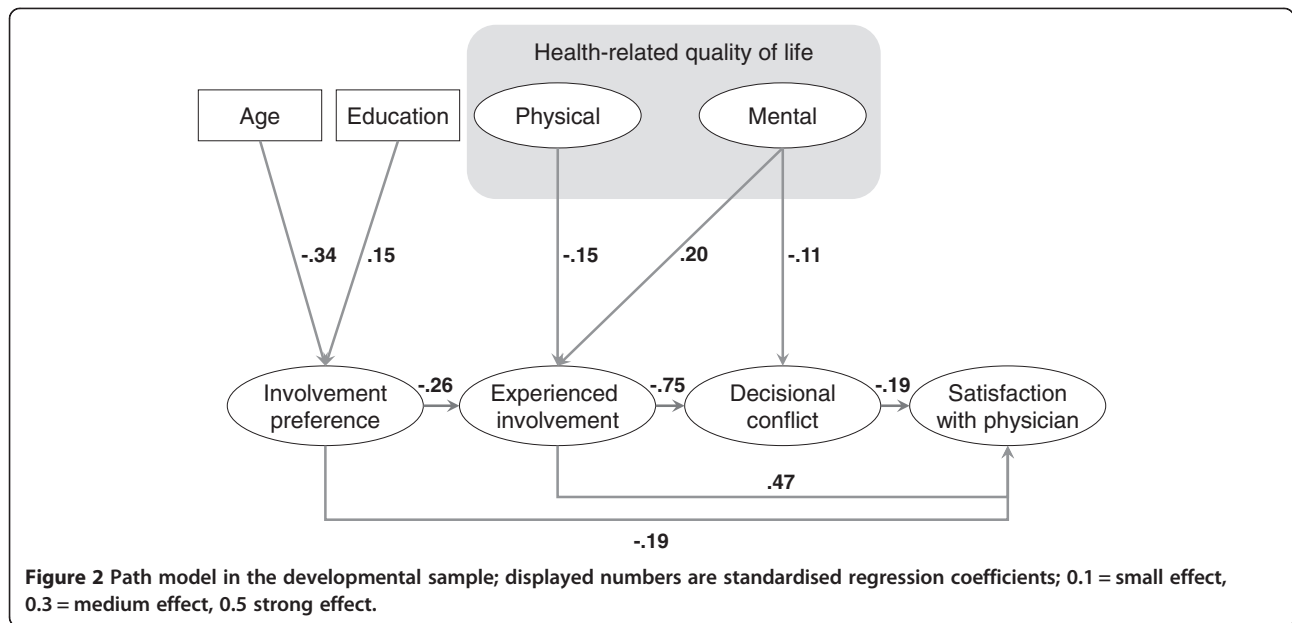 Health-related quality of life
Age
Education
Physical
Mental
-.34
.15
-.15
.20
-.11
Involvement
preference
-.26
Experienced
involvement
-.75
Decisional
conflict
-.19
Satisfaction
with physician
.47
-.19
Figure 2 Path model in the developmental sample; displayed numbers are standardised regression coefficients; 0.1 = small effect,
0.3 = medium effect, 0.5 strong effect.